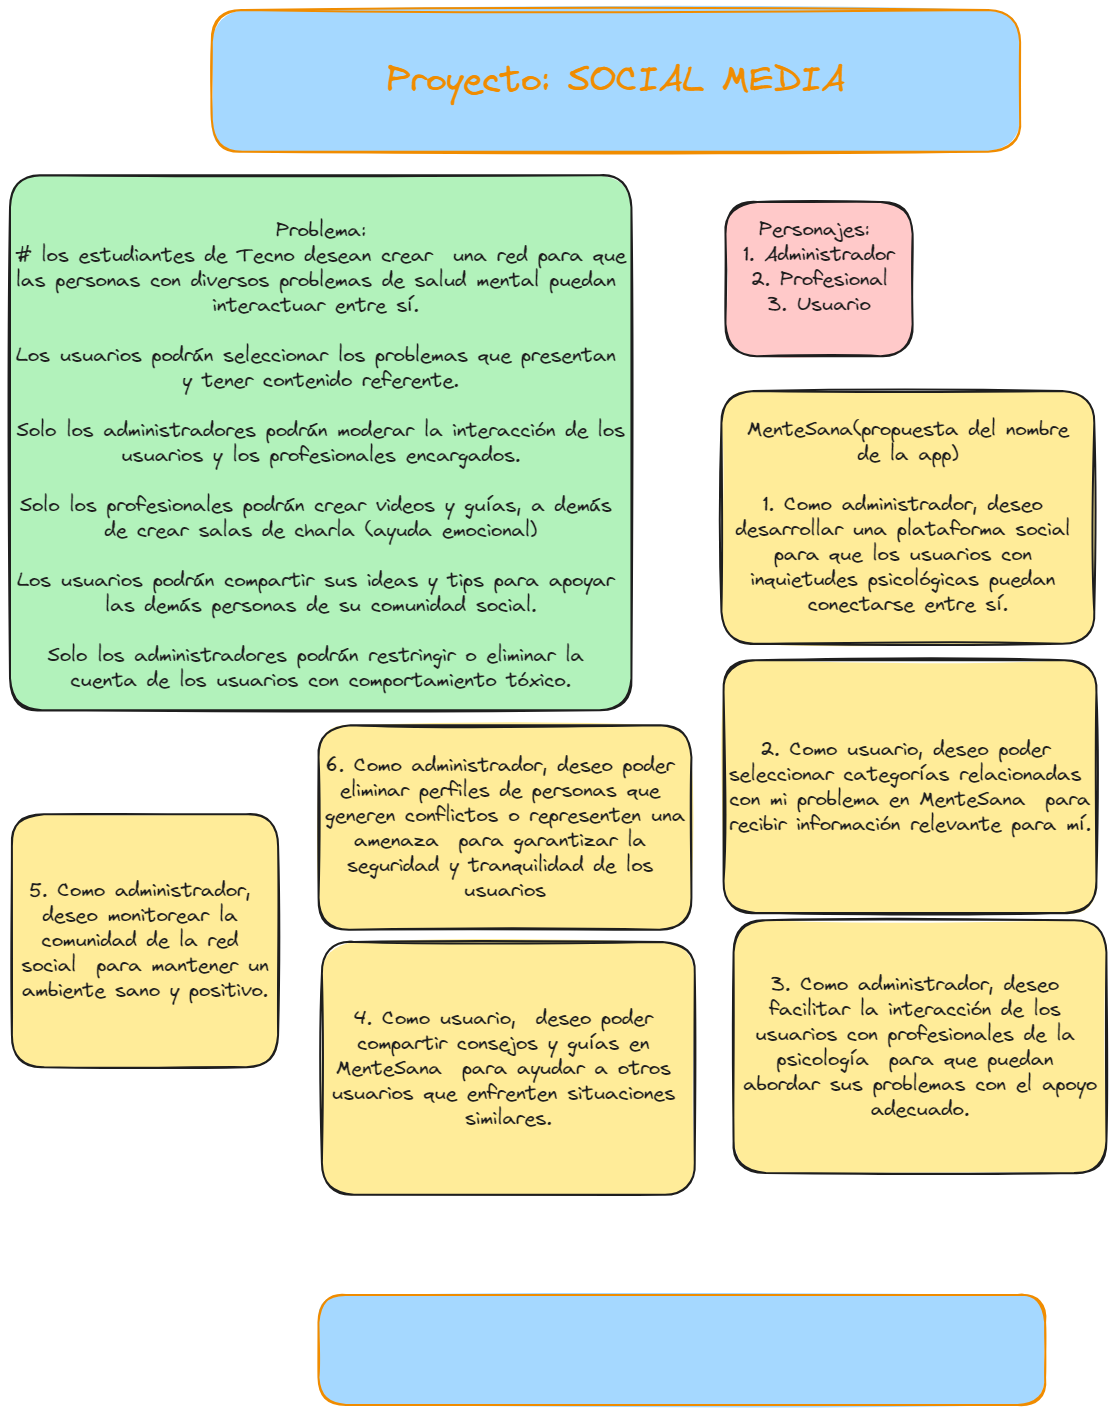 Proyecto: SOCIAL MEDIA
Problema:
# los estudiantes de Tecno desean crear una red para que
las personas con diversos problemas de salud mental puedan
interactuar entre sí.
Los usuarios podrán seleccionar los problemas que presentan
y tener contenido referente.
Solo los administradores podrán moderar la interacción de los
usuarios y los profesionales encargados.
Solo los profesionales podrán crear videos y guías, a demás
de crear salas de charla (ayuda emocional)
Los usuarios podrán compartir sus ideas y tips para apoyar
las demás personas de su comunidad social.
Solo los administradores podrán restringir o eliminar la
cuenta de los usuarios con comportamiento tóxico.
Personajes:
1. Administrador
2. Profesional
3. Usuario
MenteSana(propuesta del nombre
de la app)
1. Como administrador, deseo
desarrollar una plataforma social
para que los usuarios con
inquietudes psicológicas puedan
conectarse entre sí.
2. Como usuario, deseo poder
seleccionar categorías relacionadas
con mi problema en MenteSana para
recibir información relevante para mí.
3. Como administrador, deseo
facilitar la interacción de los
usuarios con profesionales de la
psicología para que puedan
abordar sus problemas con el apoyo
adecuado.
6. Como administrador, deseo poder
eliminar perfiles de personas que
generen conflictos o representen una
amenaza para garantizar la
seguridad y tranquilidad de los
usuarios
4. Como usuario, deseo poder
compartir consejos y guías en
MenteSana para ayudar a otros
usuarios que enfrenten situaciones
similares.
5. Como administrador,
deseo monitorear la
comunidad de la red
social para mantener un
ambiente sano y positivo.